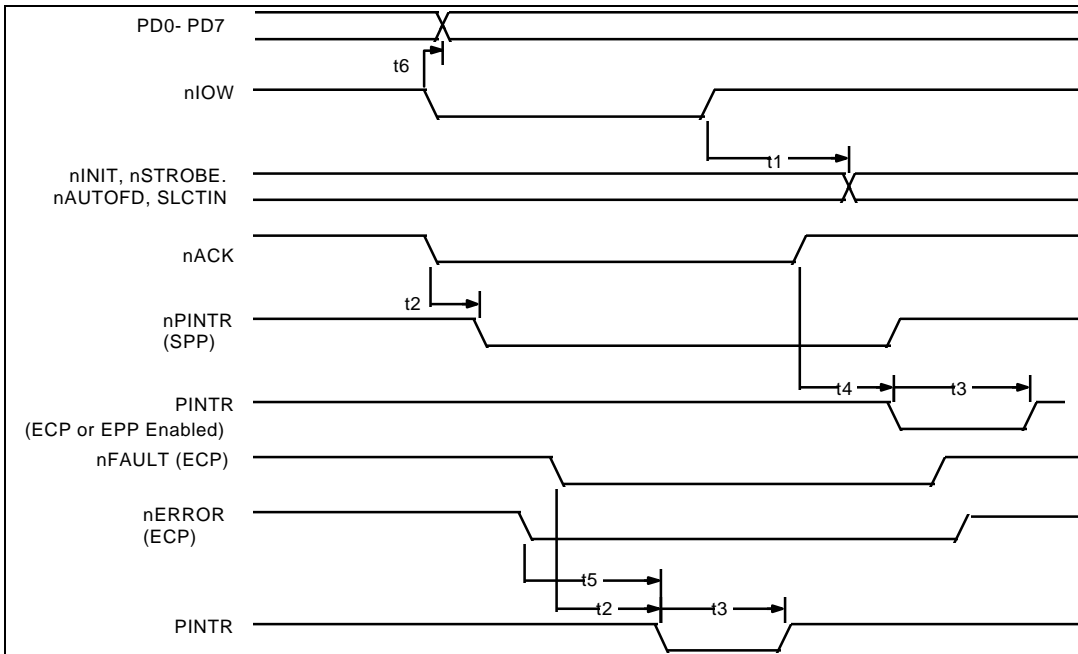 PD0- PD7
t6
nIOW
t1
nINIT, nSTROBE.
nAUTOFD, SLCTIN
nACK
t2
nPINTR
(SPP)
t4
t3
PINTR
(ECP or EPP Enabled)
nFAULT (ECP)
nERROR
(ECP)
t5
t2
t3
PINTR